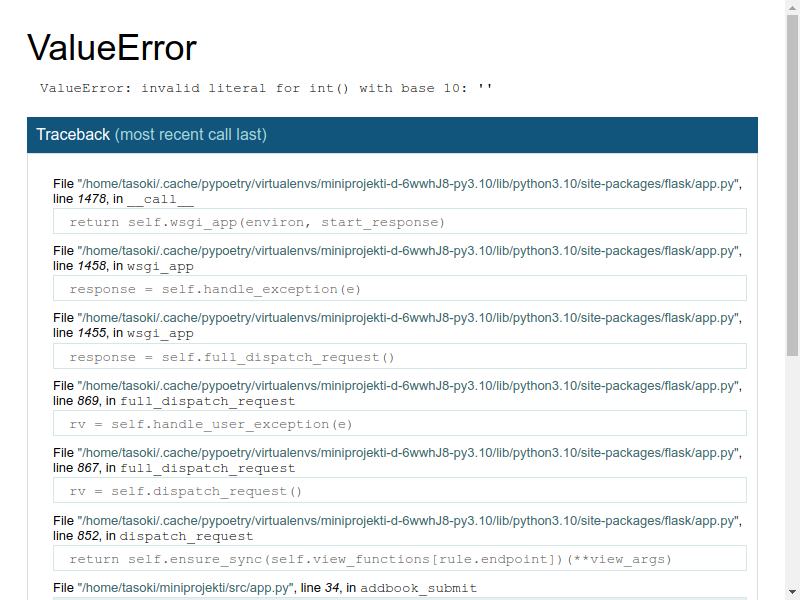 ValueError
ValueError: invalid literal for int() with base 10: ''
Traceback (most recent call last)
File "/home/tasoki/.cache/pypoetry/virtualenvs/miniprojekti-d-6wwhJ8-py3.10/lib/python3.10/site-packages/flask/app.py",
line 1478, in __call__
return self.wsgi_app(environ, start_response)
File "/home/tasoki/.cache/pypoetry/virtualenvs/miniprojekti-d-6wwhJ8-py3.10/lib/python3.10/site-packages/flask/app.py",
line 1458, in wsgi_app
response = self.handle_exception(e)
File "/home/tasoki/.cache/pypoetry/virtualenvs/miniprojekti-d-6wwhJ8-py3.10/lib/python3.10/site-packages/flask/app.py",
line 1455, in wsgi_app
response = self.full_dispatch_request()
File "/home/tasoki/.cache/pypoetry/virtualenvs/miniprojekti-d-6wwhJ8-py3.10/lib/python3.10/site-packages/flask/app.py",
line 869, in full_dispatch_request
rv = self.handle_user_exception(e)
File "/home/tasoki/.cache/pypoetry/virtualenvs/miniprojekti-d-6wwhJ8-py3.10/lib/python3.10/site-packages/flask/app.py",
line 867, in full_dispatch_request
rv = self.dispatch_request()
File "/home/tasoki/.cache/pypoetry/virtualenvs/miniprojekti-d-6wwhJ8-py3.10/lib/python3.10/site-packages/flask/app.py",
line 852, in dispatch_request
return self.ensure_sync(self.view_functions[rule.endpoint])(**view_args)
File "/home/tasoki/miniprojekti/src/app.py", line 34, in addbook_submit